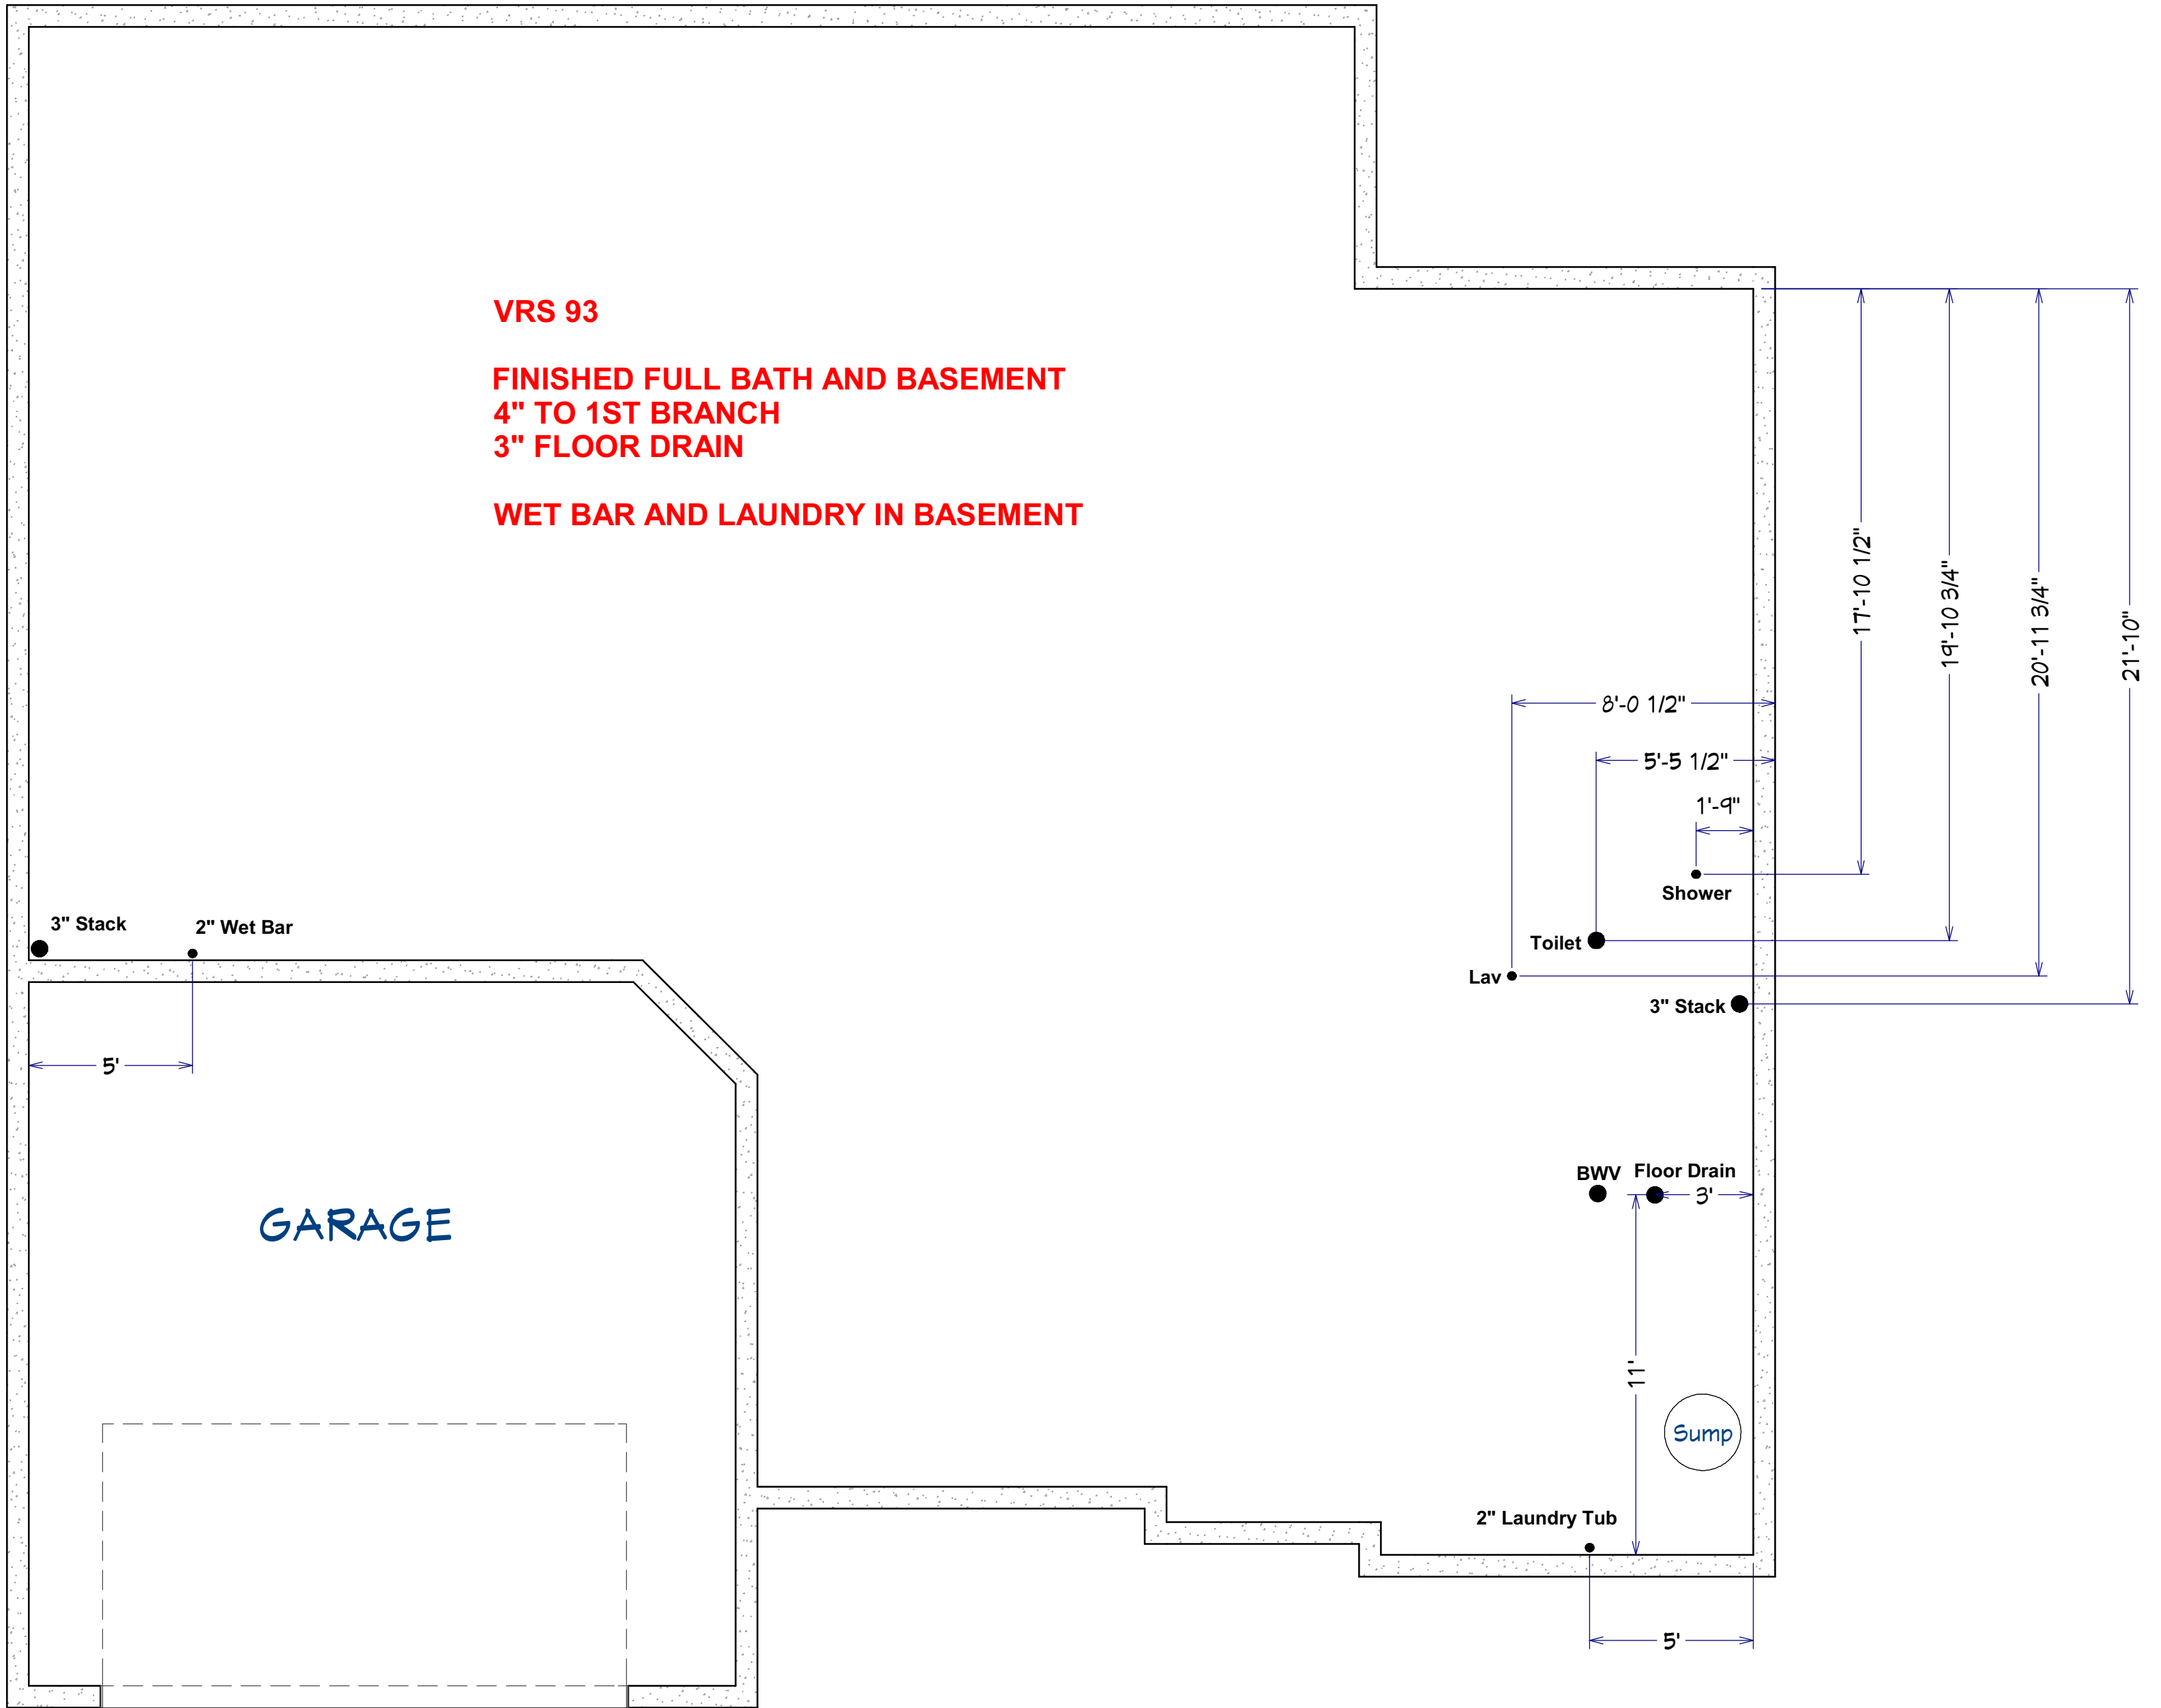 VRS 93
FINISHED FULL BATH AND BASEMENT
4" TO 1ST BRANCH
3" FLOOR DRAIN
WET BAR AND LAUNDRY IN BASEMENT
17'-10 1/2"
19'-10 3/4"
20'-11 3/4"
21'-10"
8'-0 1/2"
5'-5 1/2"
1'-9"
Shower
3" Stack
2" Wet Bar
Toilet
Lav
3" Stack
5'
BWV
Floor Drain
3'
GARAGE
11'
Sump
2" Laundry Tub
5'